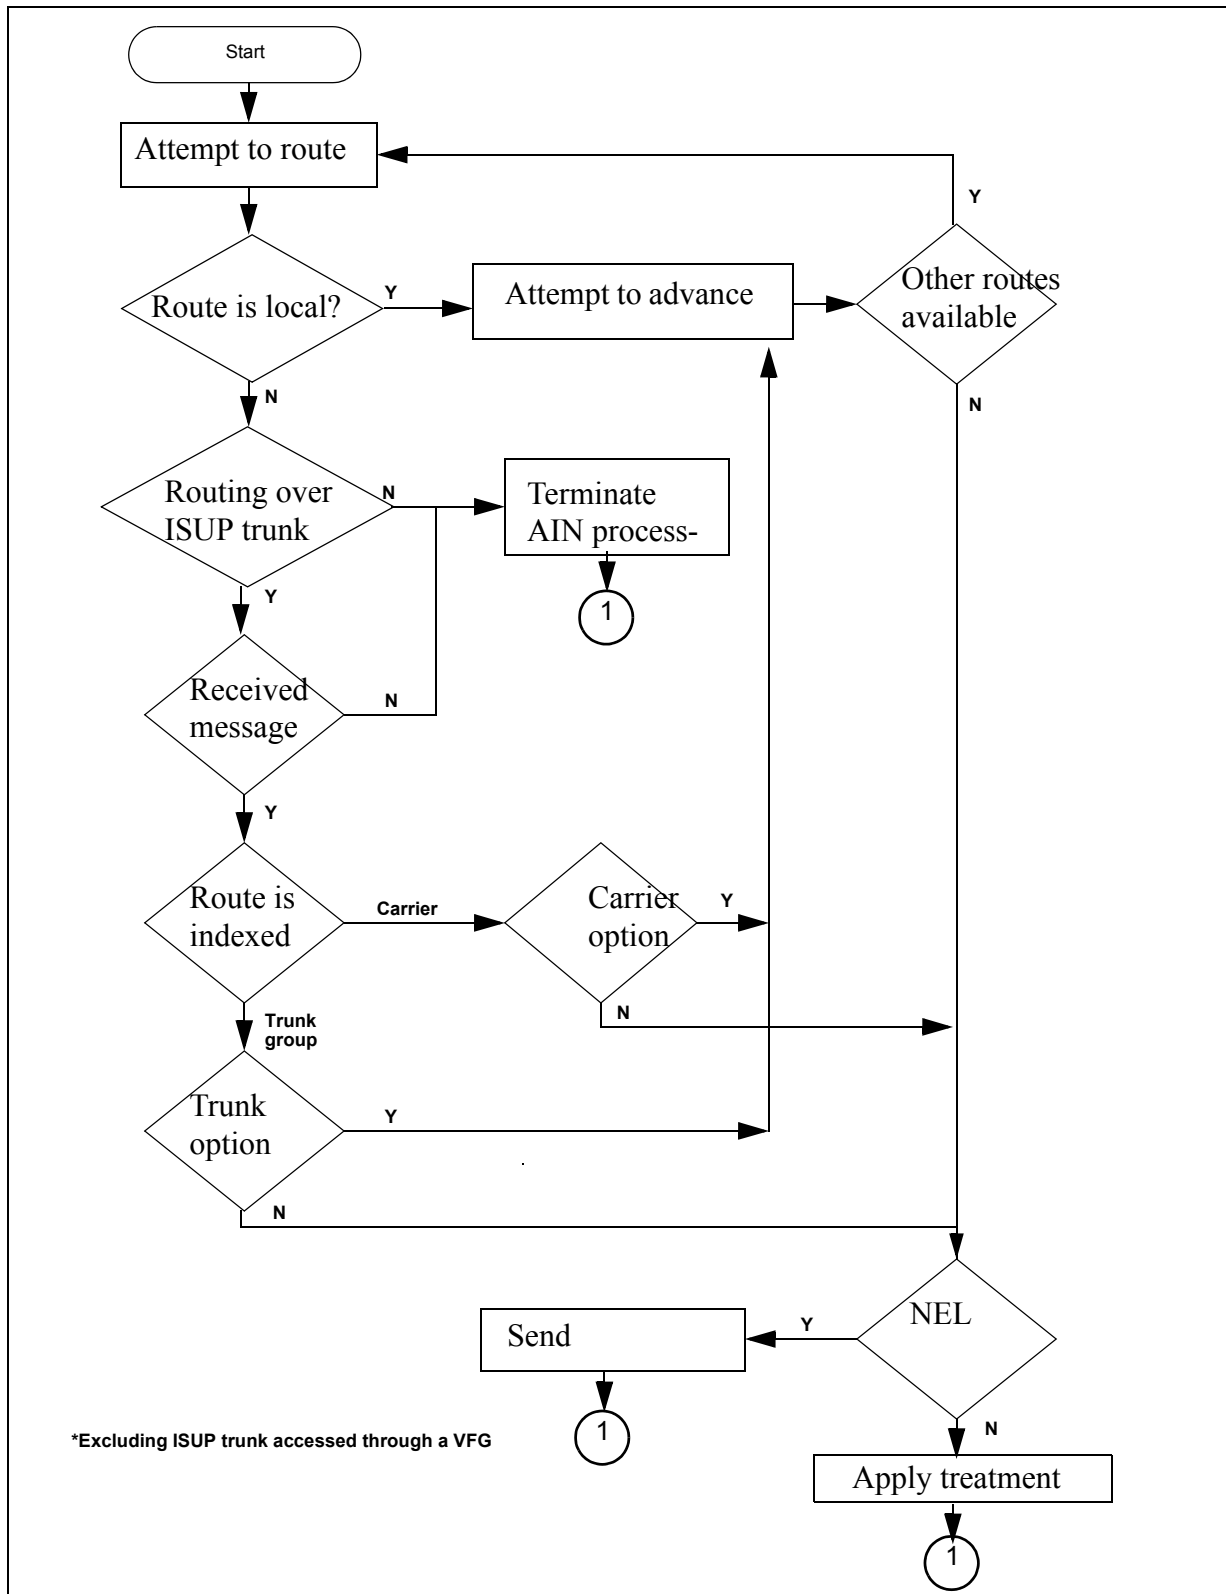 Start
Attempt to route
Y
Route is local?
Y
Attempt to advance
Other routes
available
N
N
Routing over
ISUP trunk
N
Terminate
AIN process-
Y
1
Received
message
N
Y
Route is
indexed
Carrier
Carrier
option
Y
N
Trunk
group
Trunk
option
Y
N
NEL
Y
Send
1
N
*Excluding ISUP trunk accessed through a VFG
Apply treatment
1